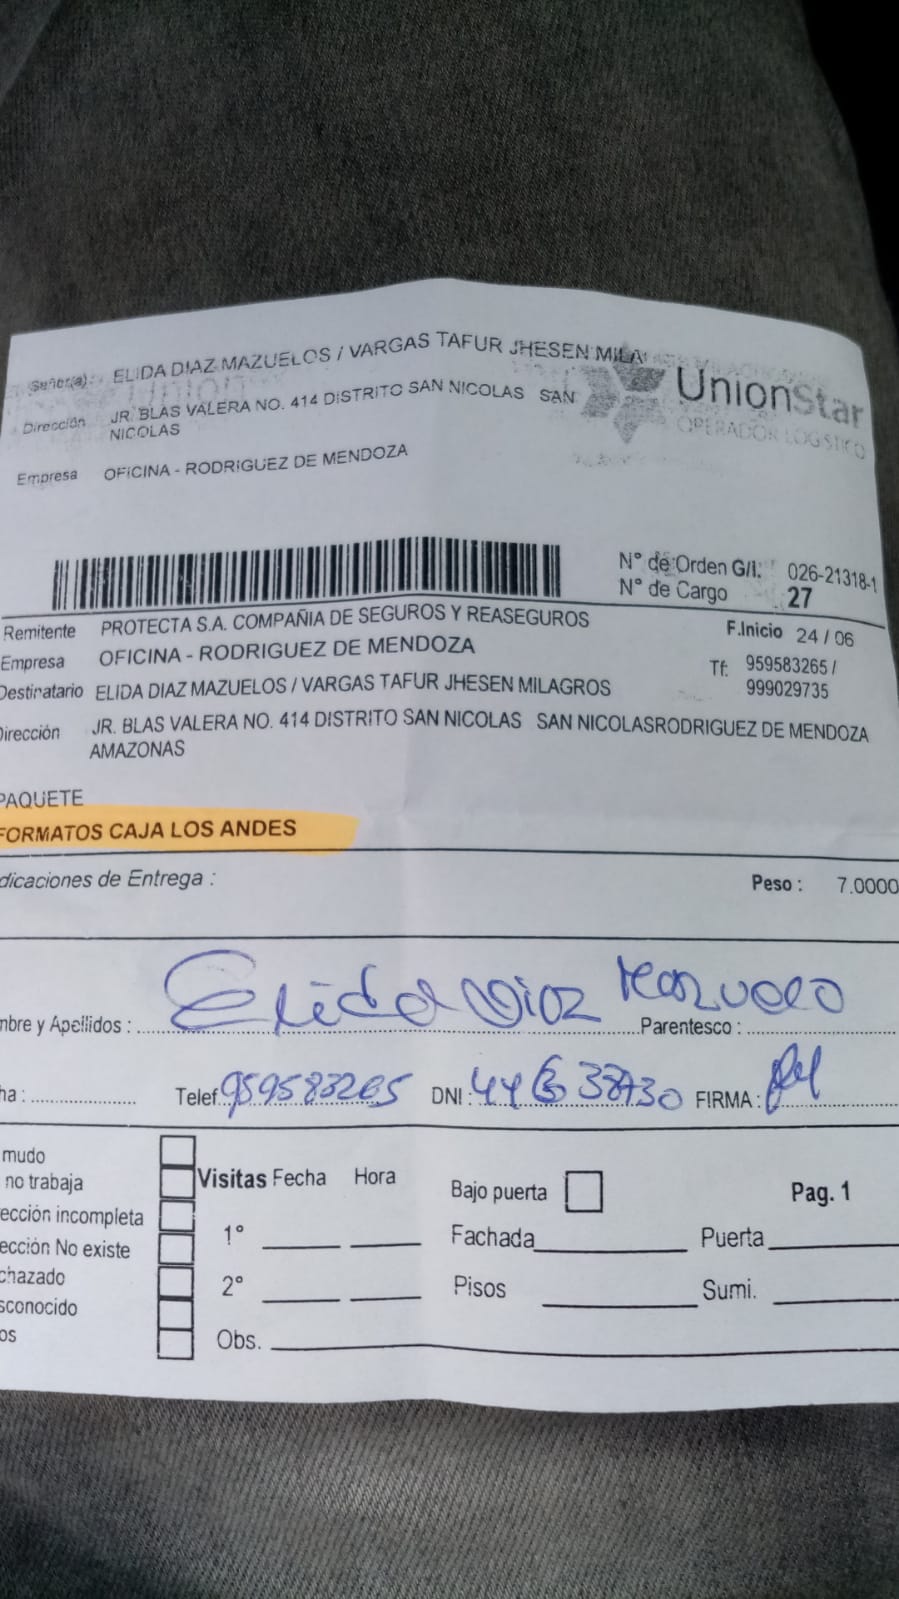 Señor(a): ELIDA DIAZ MAZUELOS / VARGAS TAFUR JHESEN MILA
Dirección JR. BLAS VALERA NO. 414 DISTRITO SAN NICOLAS SAN
NICOLAS
Empresa OFICINA - RODRIGUEZ DE MENDOZA
UnionStar
OPERADOR LOGISTICO
N° de Orden G/I. 026-21318-1
N° de Cargo 27
Remitente PROTECTA S.A. COMPAÑIA DE SEGUROS Y REASEGUROS
F.Inicio 24 / 06
Empresa OFICINA - RODRIGUEZ DE MENDOZA
Tf: 959583265 /
999029735
Destinatario ELIDA DIAZ MAZUELOS / VARGAS TAFUR JHESEN MILAGROS
Dirección JR. BLAS VALERA NO. 414 DISTRITO SAN NICOLAS SAN NICOLASRODRIGUEZ DE MENDOZA
AMAZONAS
PAQUETE
FORMATOS CAJA LOS ANDES
dicaciones de Entrega :
Peso : 7.0000
mbre y Apellidos : Elida Diaz Mazuelo Parentesco :
ha : Telef 959583265 DNI : FIRMA :
mudo
no trabaja
ección incompleta
ección No existe
chazado
sconocido
os
Visitas Fecha Hora
1°
2°
Obs.
Bajo puerta
Pag. 1
Fachada Puerta
Pisos Sumi.